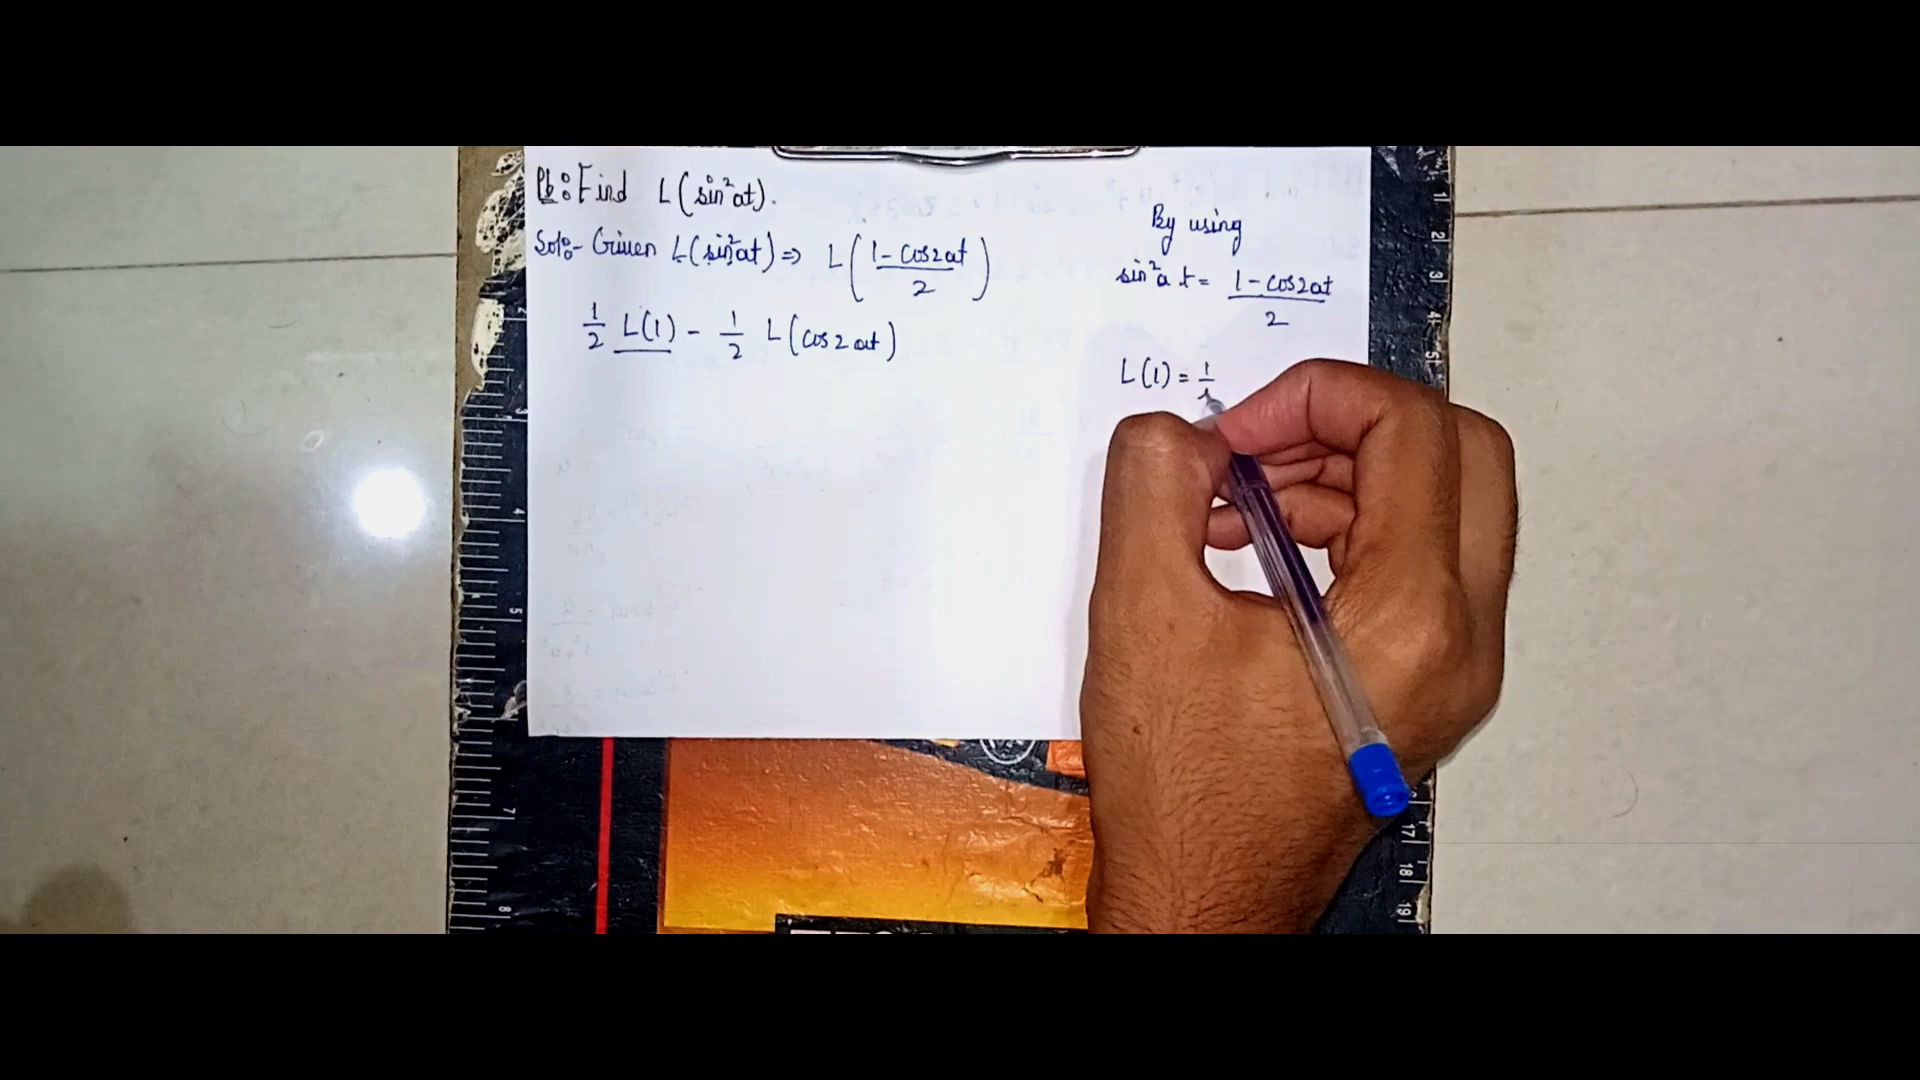 Pb: Find L(sin²at).
Sol:- Given L(sin²at) ⇒ L((1-cos2at)/2)
1/2 L(1) - 1/2 L(cos2at)
By using
sin²at = (1-cos2at)/2
L(1) = 1/s